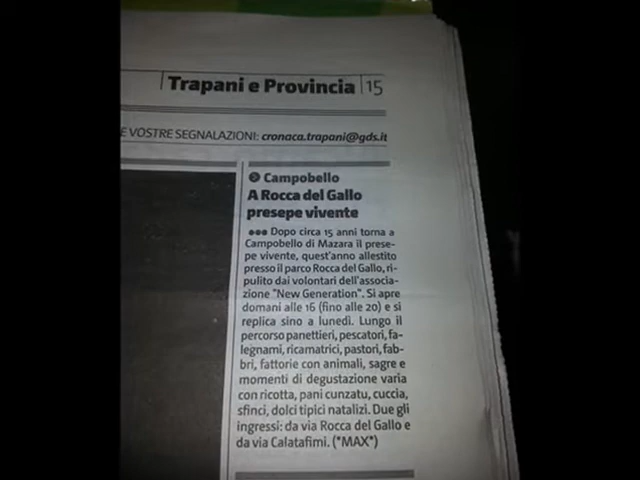 Trapani e Provincia 15
E VOSTRE SEGNALAZIONI: cronaca.trapani@gds.it
Campobello
A Rocca del Gallo
presepe vivente
●●● Dopo circa 15 anni torna a
Campobello di Mazara il prese-
pe vivente, quest'anno allestito
presso il parco Rocca del Gallo, ri-
pulito dai volontari dell'associa-
zione "New Generation". Si apre
domani alle 16 (fino alle 20) e si
replica sino a lunedì. Lungo il
percorso panettieri, pescatori, fa-
legnami, ricamatrici, pastori, fab-
bri, fattorie con animali, sagre e
momenti di degustazione varia
con ricotta, pani cunzatu, cuccia,
sfinci, dolci tipici natalizi. Due gli
ingressi: da via Rocca del Gallo e
da via Calatafimi. (*MAX*)